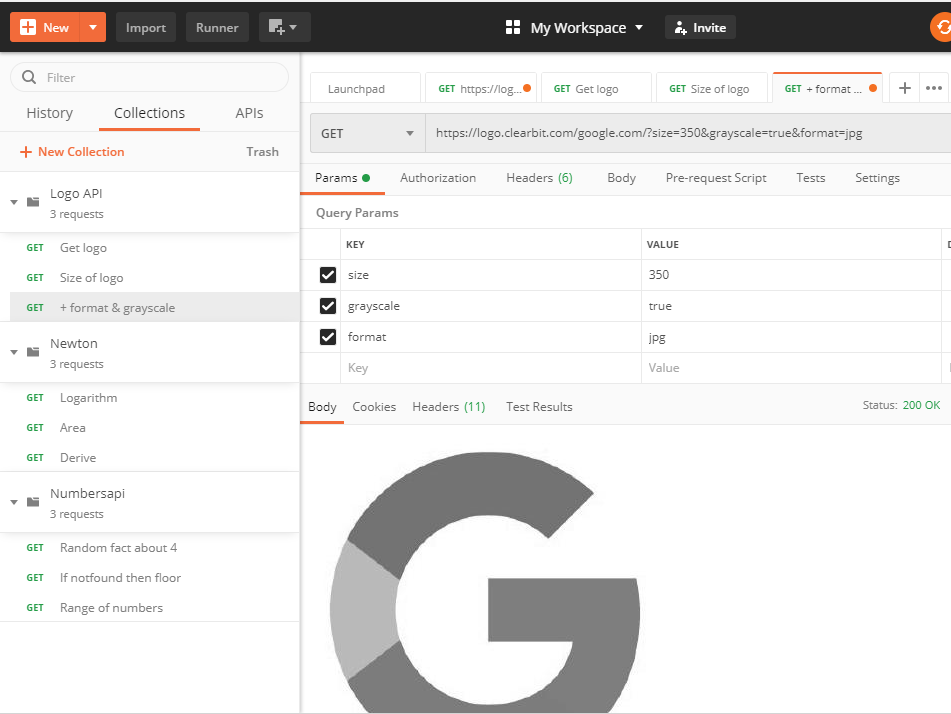 New
Import
Runner
My Workspace
Invite
Filter
History
Collections
APIs
New Collection
Trash
Logo API
3 requests
GET Get logo
GET Size of logo
GET + format & grayscale
Newton
3 requests
GET Logarithm
GET Area
GET Derive
Numbersapi
3 requests
GET Random fact about 4
GET If notfound then floor
GET Range of numbers
Launchpad
GET https://log...
GET Get logo
GET Size of logo
GET + format ...
GET
https://logo.clearbit.com/google.com/?size=350&grayscale=true&format=jpg
Params
Authorization
Headers (6)
Body
Pre-request Script
Tests
Settings
Query Params
KEY VALUE
size 350
grayscale true
format jpg
Key Value
Body
Cookies
Headers (11)
Test Results
Status: 200 OK
G